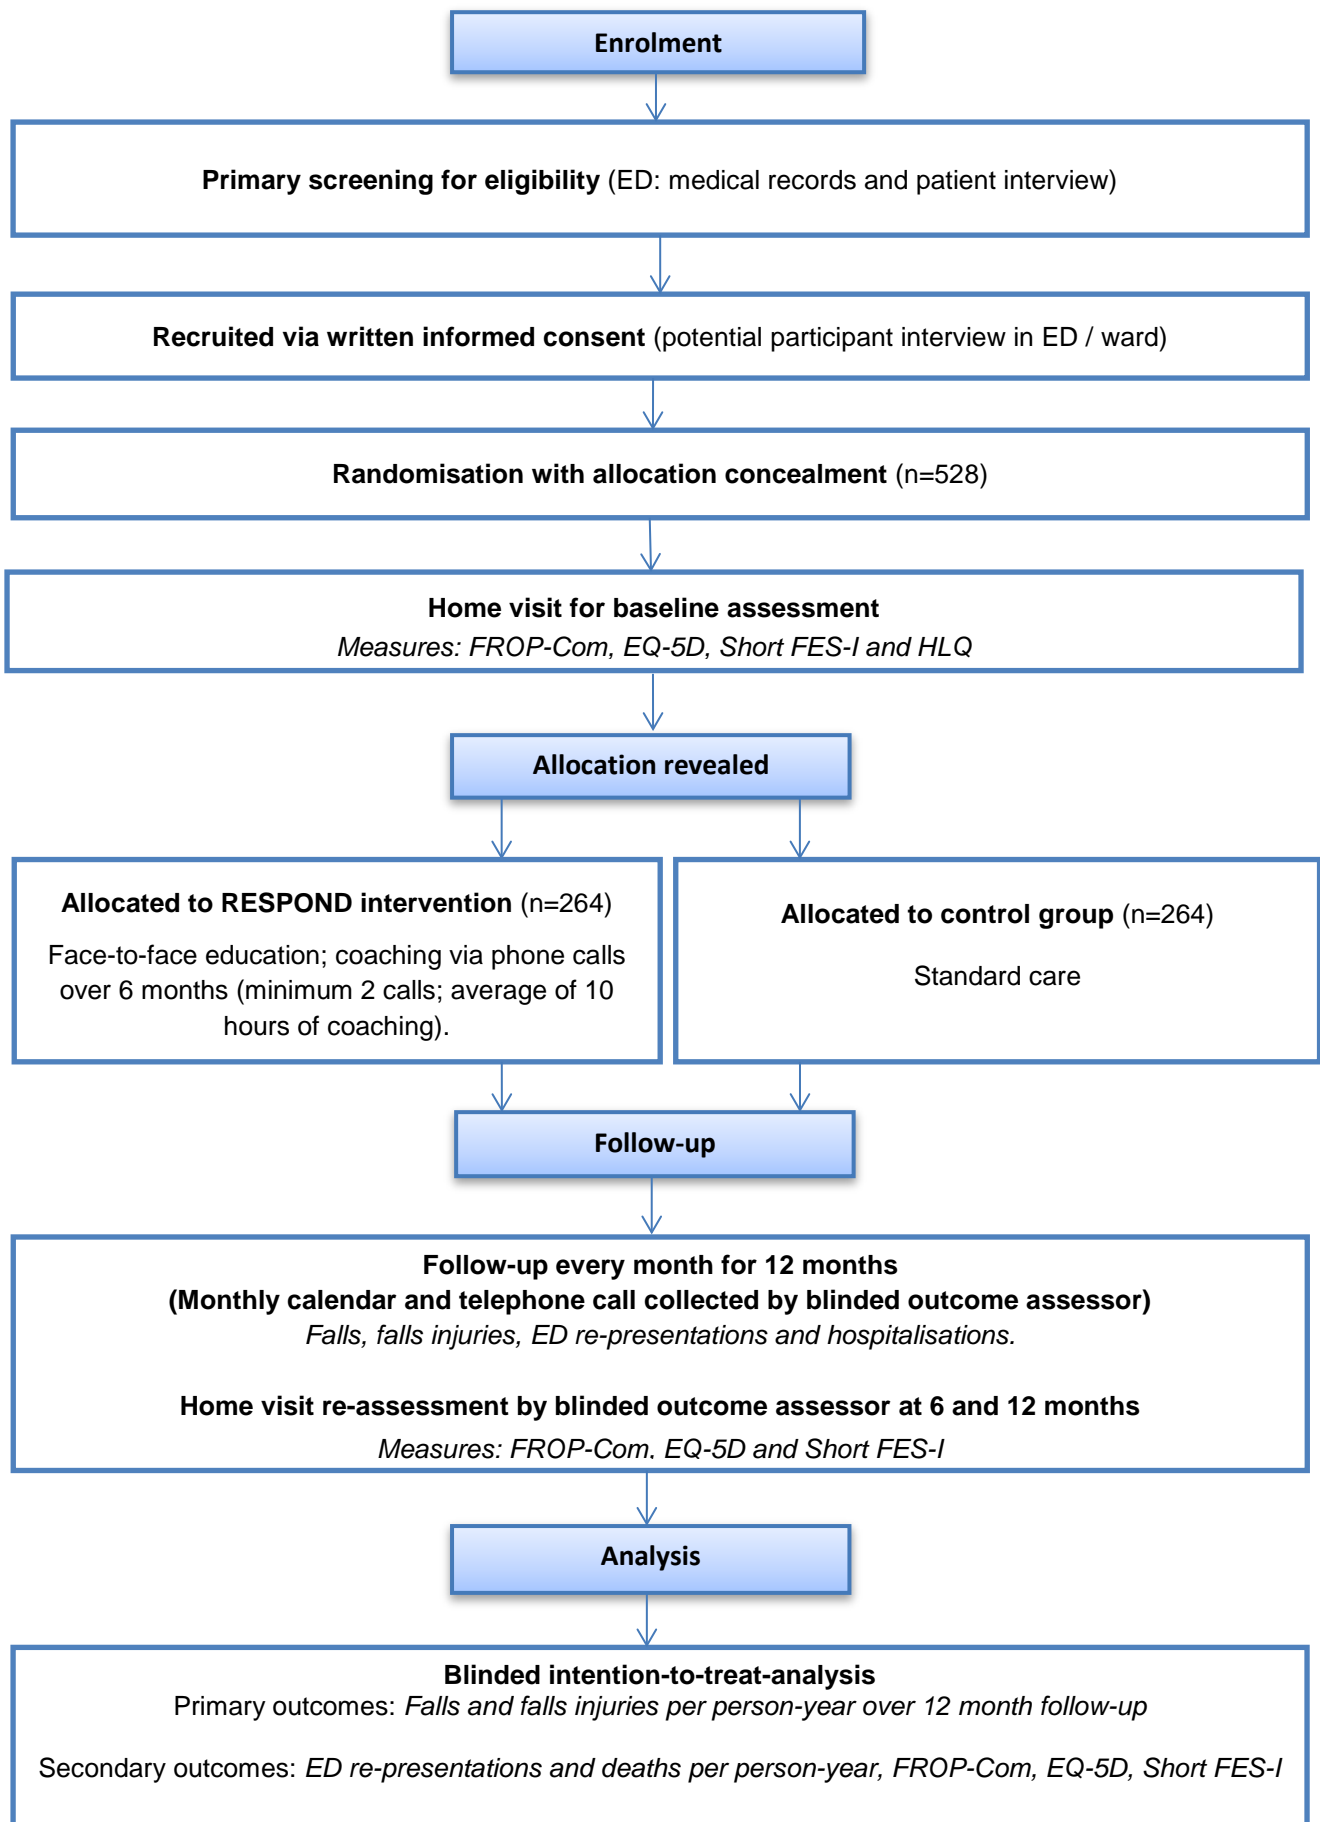 Enrolment
Primary screening for eligibility (ED: medical records and patient interview)
Recruited via written informed consent (potential participant interview in ED / ward)
Randomisation with allocation concealment (n=528)
Home visit for baseline assessment
Measures: FROP-Com, EQ-5D, Short FES-I and HLQ
Allocation revealed
Allocated to RESPOND intervention (n=264)
Face-to-face education; coaching via phone calls
over 6 months (minimum 2 calls; average of 10
hours of coaching).
Allocated to control group (n=264)
Standard care
Follow-up
Follow-up every month for 12 months
(Monthly calendar and telephone call collected by blinded outcome assessor)
Falls, falls injuries, ED re-presentations and hospitalisations.
Home visit re-assessment by blinded outcome assessor at 6 and 12 months
Measures: FROP-Com, EQ-5D and Short FES-I
Analysis
Blinded intention-to-treat-analysis
Primary outcomes: Falls and falls injuries per person-year over 12 month follow-up
Secondary outcomes: ED re-presentations and deaths per person-year, FROP-Com, EQ-5D, Short FES-I